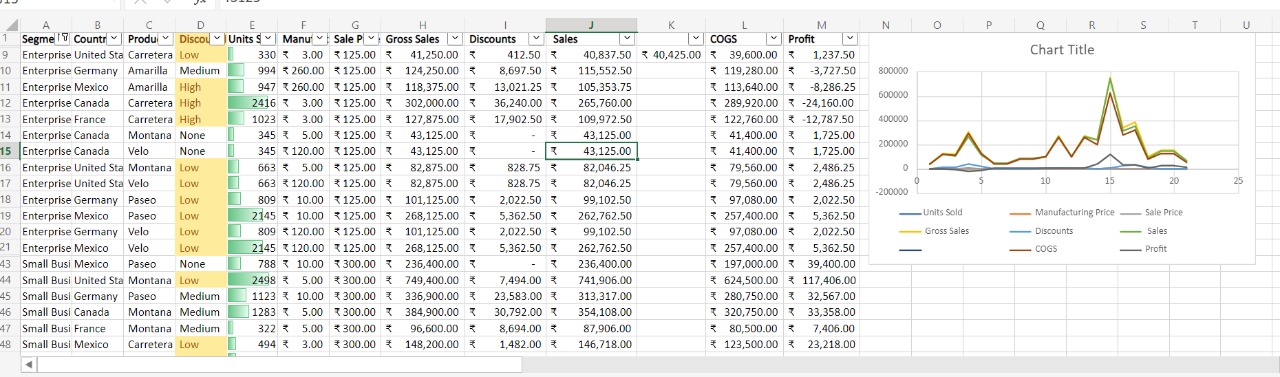 43125
A B C D E F G H I J K L M N O P Q R S T U
1 Segme Countr Produ Discou Units S Manu Sale P Gross Sales Discounts Sales COGS Profit
9 Enterprise United Sta Carretera Low 330 ₹ 3.00 ₹ 125.00 ₹ 41,250.00 ₹ 412.50 ₹ 40,837.50 ₹ 40,425.00 ₹ 39,600.00 ₹ 1,237.50
10 Enterprise Germany Amarilla Medium 994 ₹ 260.00 ₹ 125.00 ₹ 124,250.00 ₹ 8,697.50 ₹ 115,552.50 ₹ 119,280.00 ₹ -3,727.50
11 Enterprise Mexico Amarilla High 947 ₹ 260.00 ₹ 125.00 ₹ 118,375.00 ₹ 13,021.25 ₹ 105,353.75 ₹ 113,640.00 ₹ -8,286.25
12 Enterprise Canada Carretera High 2416 ₹ 3.00 ₹ 125.00 ₹ 302,000.00 ₹ 36,240.00 ₹ 265,760.00 ₹ 289,920.00 ₹ -24,160.00
13 Enterprise France Carretera High 1023 ₹ 3.00 ₹ 125.00 ₹ 127,875.00 ₹ 17,902.50 ₹ 109,972.50 ₹ 122,760.00 ₹ -12,787.50
14 Enterprise Canada Montana None 345 ₹ 5.00 ₹ 125.00 ₹ 43,125.00 ₹ - ₹ 43,125.00 ₹ 41,400.00 ₹ 1,725.00
15 Enterprise Canada Velo None 345 ₹ 120.00 ₹ 125.00 ₹ 43,125.00 ₹ - ₹ 43,125.00 ₹ 41,400.00 ₹ 1,725.00
16 Enterprise United Sta Montana Low 663 ₹ 5.00 ₹ 125.00 ₹ 82,875.00 ₹ 828.75 ₹ 82,046.25 ₹ 79,560.00 ₹ 2,486.25
17 Enterprise United Sta Velo Low 663 ₹ 120.00 ₹ 125.00 ₹ 82,875.00 ₹ 828.75 ₹ 82,046.25 ₹ 79,560.00 ₹ 2,486.25
18 Enterprise Germany Paseo Low 809 ₹ 10.00 ₹ 125.00 ₹ 101,125.00 ₹ 2,022.50 ₹ 99,102.50 ₹ 97,080.00 ₹ 2,022.50
19 Enterprise Mexico Paseo Low 2145 ₹ 10.00 ₹ 125.00 ₹ 268,125.00 ₹ 5,362.50 ₹ 262,762.50 ₹ 257,400.00 ₹ 5,362.50
20 Enterprise Germany Velo Low 809 ₹ 120.00 ₹ 125.00 ₹ 101,125.00 ₹ 2,022.50 ₹ 99,102.50 ₹ 97,080.00 ₹ 2,022.50
21 Enterprise Mexico Velo Low 2145 ₹ 120.00 ₹ 125.00 ₹ 268,125.00 ₹ 5,362.50 ₹ 262,762.50 ₹ 257,400.00 ₹ 5,362.50
43 Small Busi Mexico Paseo None 788 ₹ 10.00 ₹ 300.00 ₹ 236,400.00 ₹ - ₹ 236,400.00 ₹ 197,000.00 ₹ 39,400.00
44 Small Busi United Sta Montana Low 2498 ₹ 5.00 ₹ 300.00 ₹ 749,400.00 ₹ 7,494.00 ₹ 741,906.00 ₹ 624,500.00 ₹ 117,406.00
45 Small Busi Germany Paseo Medium 1123 ₹ 10.00 ₹ 300.00 ₹ 336,900.00 ₹ 23,583.00 ₹ 313,317.00 ₹ 280,750.00 ₹ 32,567.00
46 Small Busi Canada Montana Medium 1283 ₹ 5.00 ₹ 300.00 ₹ 384,900.00 ₹ 30,792.00 ₹ 354,108.00 ₹ 320,750.00 ₹ 33,358.00
47 Small Busi France Montana Medium 322 ₹ 5.00 ₹ 300.00 ₹ 96,600.00 ₹ 8,694.00 ₹ 87,906.00 ₹ 80,500.00 ₹ 7,406.00
48 Small Busi Mexico Carretera Low 494 ₹ 3.00 ₹ 300.00 ₹ 148,200.00 ₹ 1,482.00 ₹ 146,718.00 ₹ 123,500.00 ₹ 23,218.00
Chart Title
800000
600000
400000
200000
0
0 5 10 15 20 25
-200000
Units Sold Manufacturing Price Sale Price
Gross Sales Discounts Sales
COGS Profit